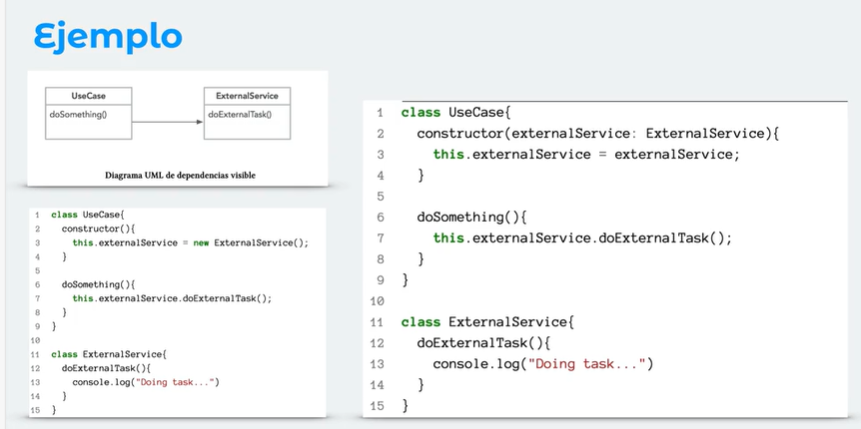 Ejemplo
UseCase
doSomething()
ExternalService
doExternalTask()
Diagrama UML de dependencias visible
1 class UseCase{
2   constructor(){
3     this.externalService = new ExternalService();
4   }
5
6   doSomething(){
7     this.externalService.doExternalTask();
8   }
9 }
10
11 class ExternalService{
12   doExternalTask(){
13     console.log("Doing task...")
14   }
15 }
1 class UseCase{
2   constructor(externalService: ExternalService){
3     this.externalService = externalService;
4   }
5
6   doSomething(){
7     this.externalService.doExternalTask();
8   }
9 }
10
11 class ExternalService{
12   doExternalTask(){
13     console.log("Doing task...")
14   }
15 }